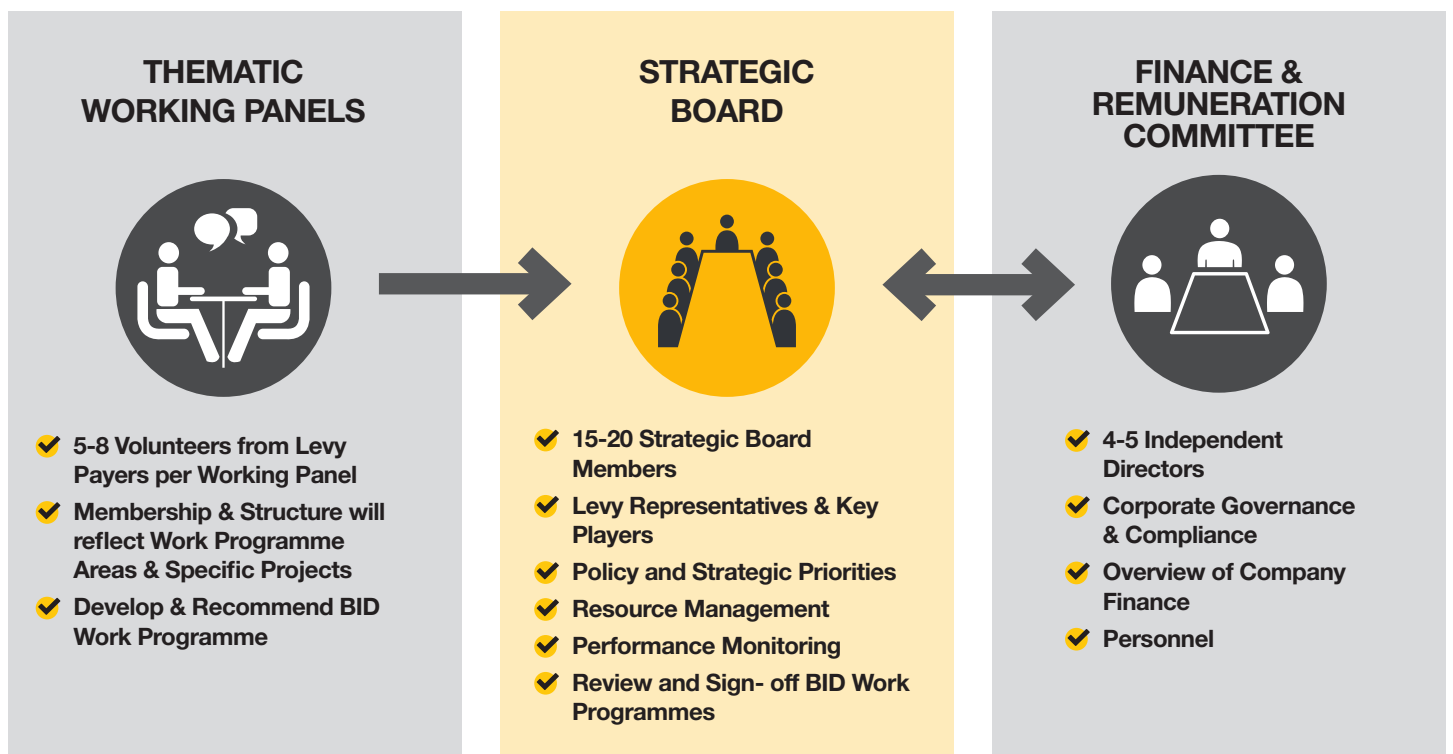 THEMATIC
WORKING PANELS
5-8 Volunteers from Levy
Payers per Working Panel
Membership & Structure will
reflect Work Programme
Areas & Specific Projects
Develop & Recommend BID
Work Programme
STRATEGIC
BOARD
15-20 Strategic Board
Members
Levy Representatives & Key
Players
Policy and Strategic Priorities
Resource Management
Performance Monitoring
Review and Sign- off BID Work
Programmes
FINANCE &
REMUNERATION
COMMITTEE
4-5 Independent
Directors
Corporate Governance
& Compliance
Overview of Company
Finance
Personnel